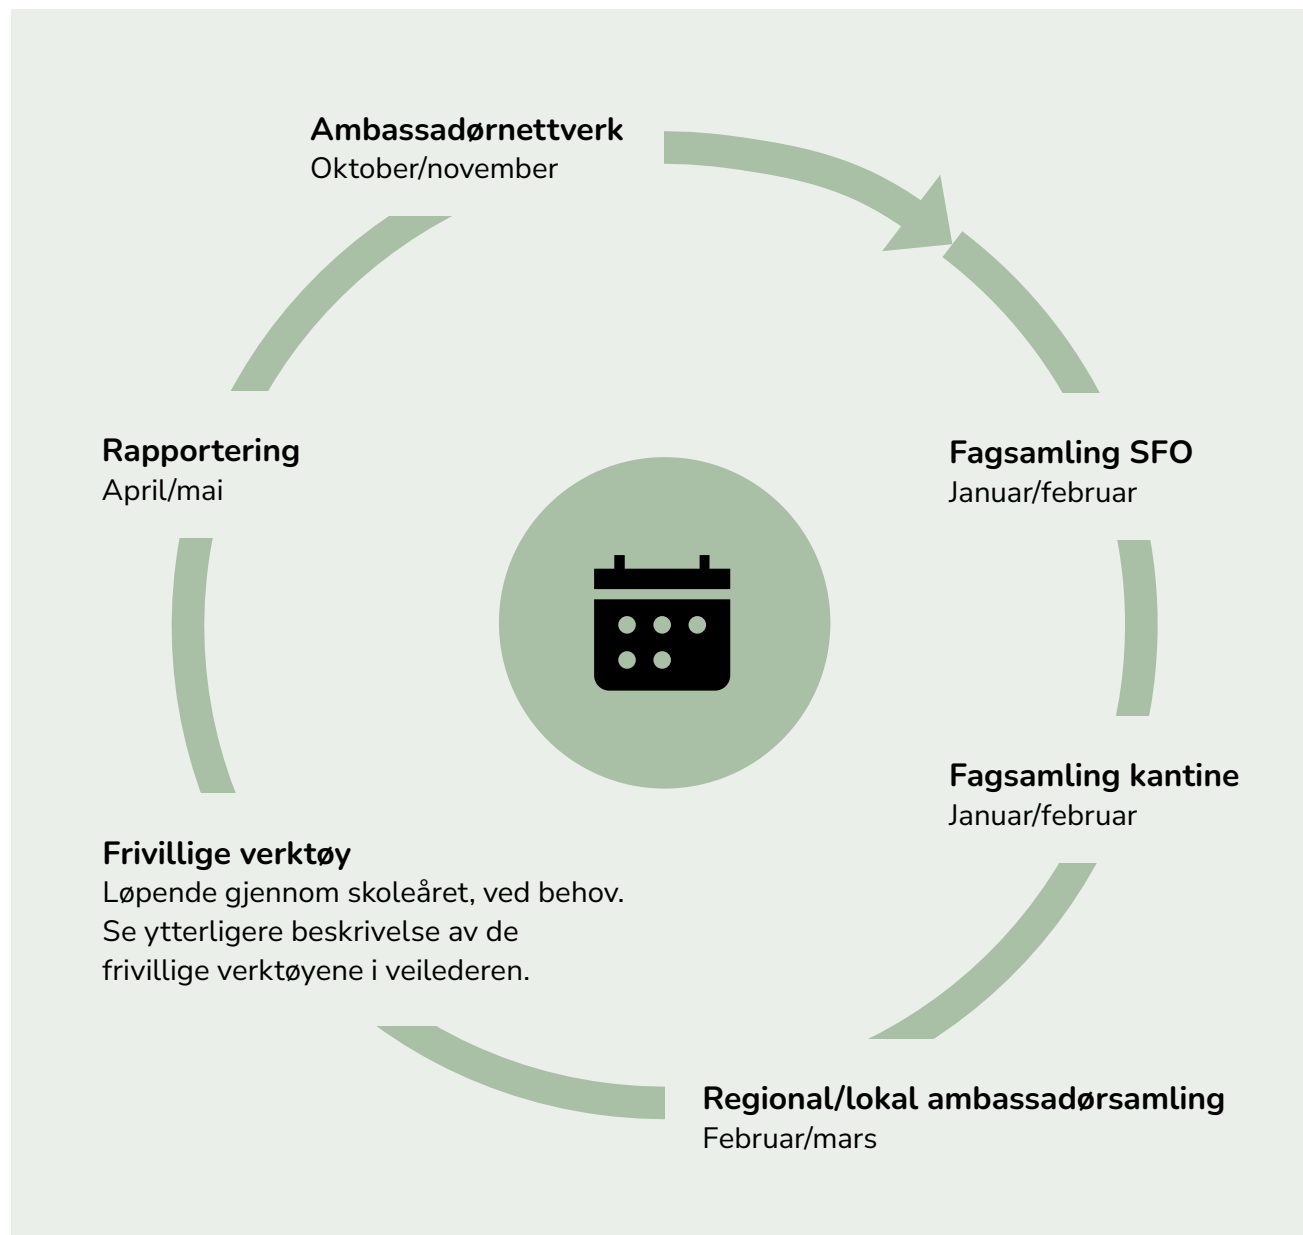 Ambassadørnettverk
Oktober/november
Fagsamling SFO
Januar/februar
Fagsamling kantine
Januar/februar
Regional/lokal ambassadørsamling
Februar/mars
Frivillige verktøy
Løpende gjennom skoleåret, ved behov.
Se ytterligere beskrivelse av de
frivillige verktøyene i veilederen.
Rapportering
April/mai